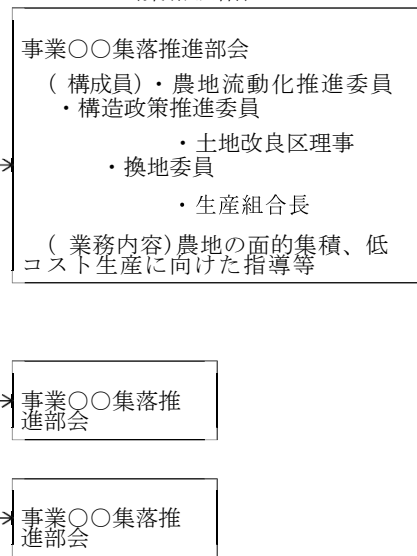 事業○○集落推進部会
( 構成員) ・農地流動化推進委員
・構造政策推進委員
・土地改良区理事
・換地委員
・生産組合長
( 業務内容) 農地の面的集積、低
コスト生産に向けた指導等
事業○○集落推
進部会
事業○○集落推
進部会